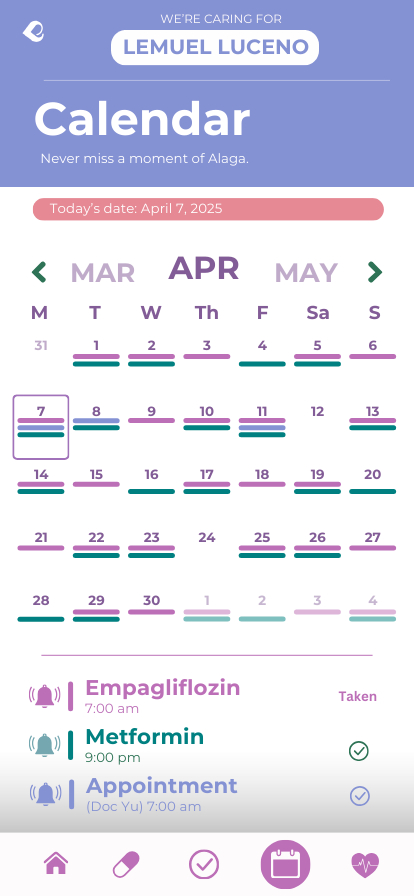 WE'RE CARING FOR
LEMUEL LUCENO
Calendar
Never miss a moment of Alaga.
Today's date: April 7, 2025
MAR APR MAY
M T W Th F Sa S
31 1 2 3 4 5 6
7 8 9 10 11 12 13
14 15 16 17 18 19 20
21 22 23 24 25 26 27
28 29 30 1 2 3 4
Empagliflozin
7:00 am
Taken
Metformin
9:00 pm
Appointment
(Doc Yu) 7:00 am